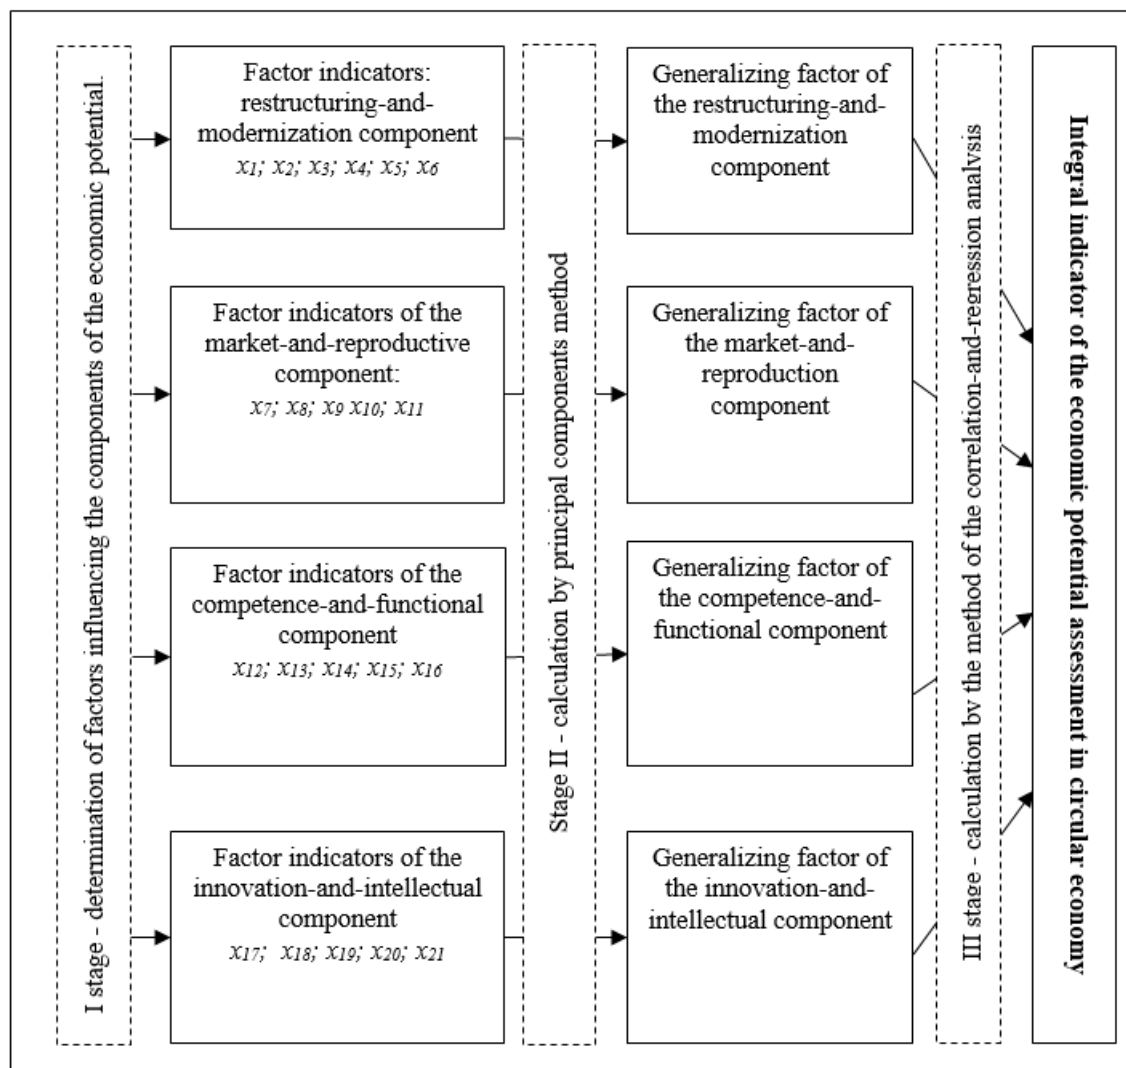 I stage - determination of factors influencing the components of the economic potential.
Factor indicators:
restructuring-and-
modernization component
x1; x2; x3; x4; x5; x6
Factor indicators of the
market-and-reproductive
component:
x7; x8; x9 x10; x11
Factor indicators of the
competence-and-functional
component
x12; x13; x14; x15; x16
Factor indicators of the
innovation-and-intellectual
component
x17; x18; x19; x20; x21
Stage II - calculation by principal components method
Generalizing factor of
the restructuring-and-
modernization
component
Generalizing factor of
the market-and-
reproduction
component
Generalizing factor of
the competence-and-
functional component
Generalizing factor of
the innovation-and-
intellectual component
III stage - calculation by the method of the correlation-and-regression analysis
Integral indicator of the economic potential assessment in circular economy